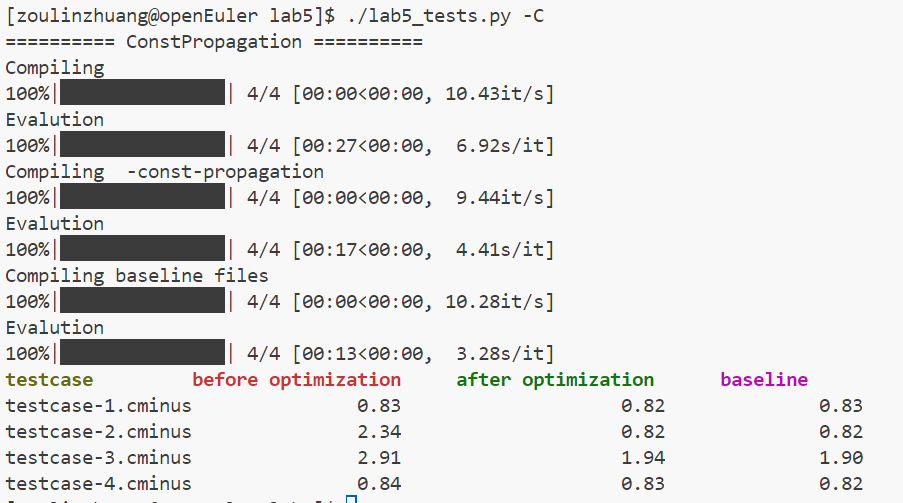 [zoulinzhuang@openEuler lab5]$ ./lab5_tests.py -C
========== ConstPropagation ==========
Compiling
100%|| 4/4 [00:00<00:00, 10.43it/s]
Evalution
100%|| 4/4 [00:27<00:00,  6.92s/it]
Compiling  -const-propagation
100%|| 4/4 [00:00<00:00,  9.44it/s]
Evalution
100%|| 4/4 [00:17<00:00,  4.41s/it]
Compiling baseline files
100%|| 4/4 [00:00<00:00, 10.28it/s]
Evalution
100%|| 4/4 [00:13<00:00,  3.28s/it]
testcase before optimization after optimization baseline
testcase-1.cminus 0.83 0.82 0.83
testcase-2.cminus 2.34 0.82 0.82
testcase-3.cminus 2.91 1.94 1.90
testcase-4.cminus 0.84 0.83 0.82